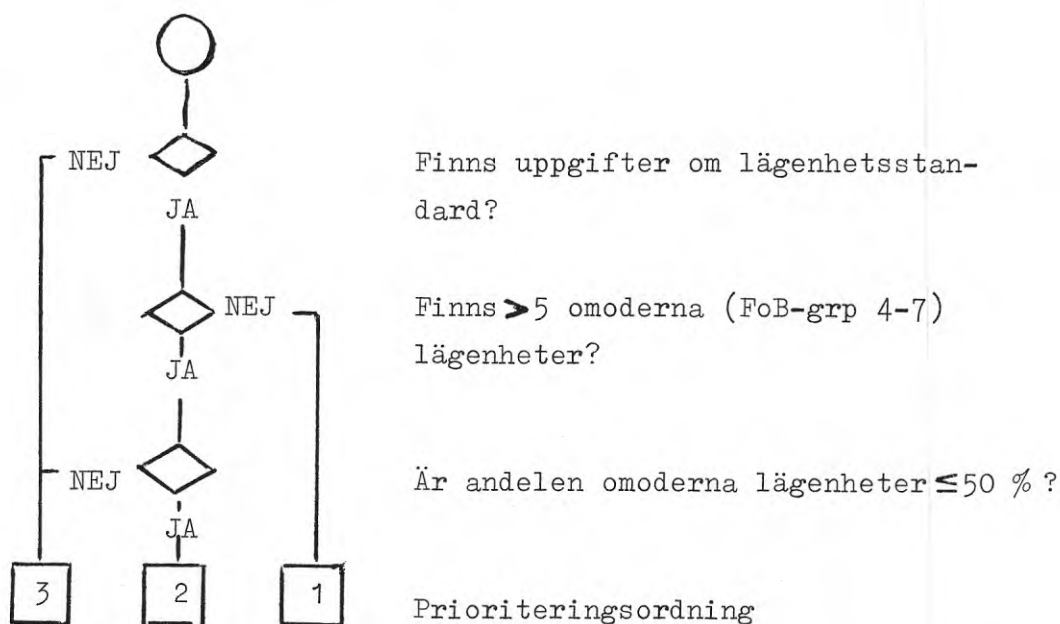 NEJ Finns uppgifter om lägenhetsstan-
dard?
JA
NEJ Finns >5 omoderna (FoB-grp 4-7)
lägenheter?
JA
NEJ Är andelen omoderna lägenheter ≤50 % ?
JA
3 2 1 Prioriteringsordning